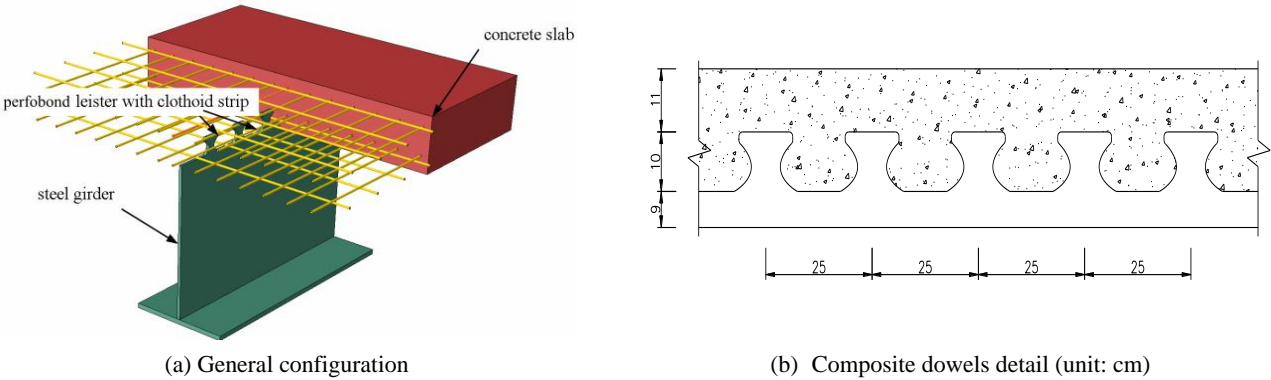 concrete slab
perfobond leister with clothoid strip
steel girder
11
10
9
25 25 25 25
(a) General configuration
(b) Composite dowels detail (unit: cm)